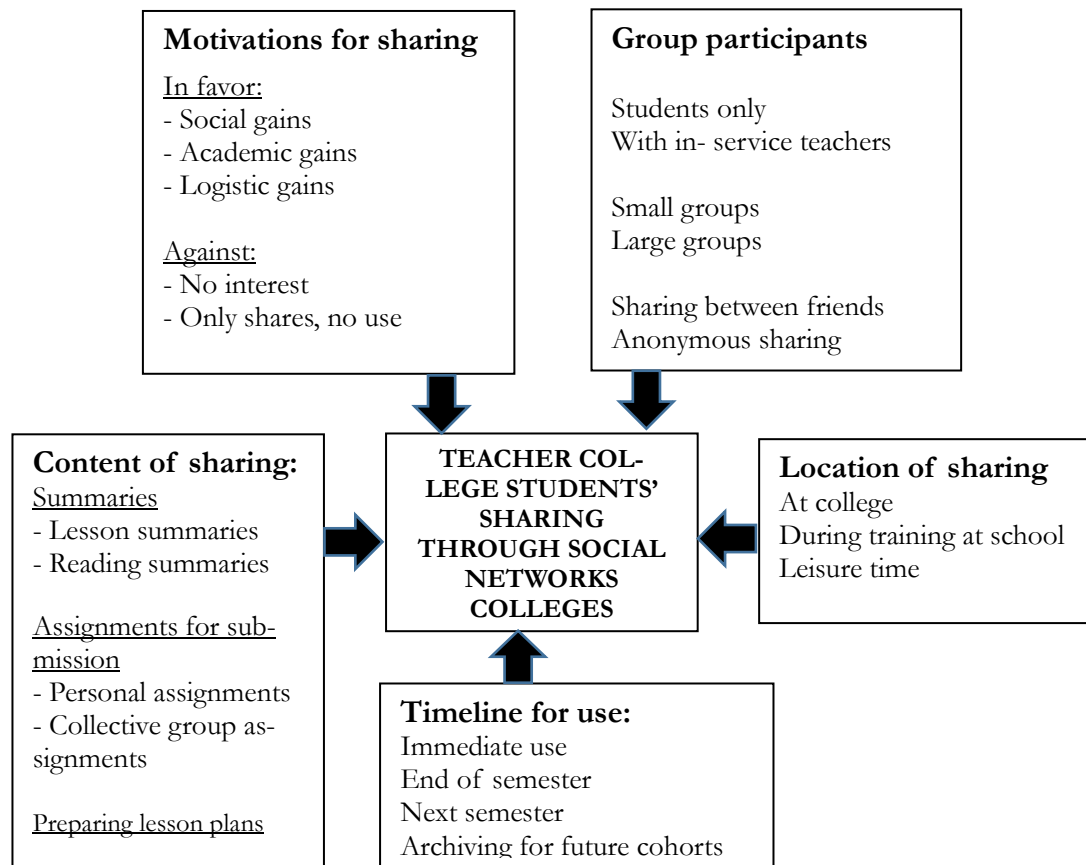 Motivations for sharing
In favor:
- Social gains
- Academic gains
- Logistic gains
Against:
- No interest
- Only shares, no use
Group participants
Students only
With in- service teachers
Small groups
Large groups
Sharing between friends
Anonymous sharing
Content of sharing:
Summaries
- Lesson summaries
- Reading summaries
Assignments for sub-
mission
- Personal assignments
- Collective group as-
signments
Preparing lesson plans
TEACHER COL-
LEGE STUDENTS’
SHARING
THROUGH SOCIAL
NETWORKS
COLLEGES
Location of sharing
At college
During training at school
Leisure time
Timeline for use:
Immediate use
End of semester
Next semester
Archiving for future cohorts